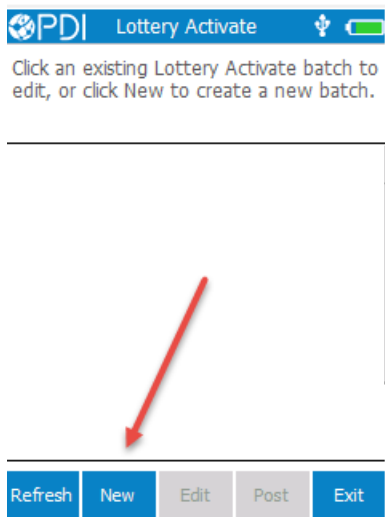 PDI Lottery Activate
Click an existing Lottery Activate batch to
edit, or click New to create a new batch.
Refresh New Edit Post Exit